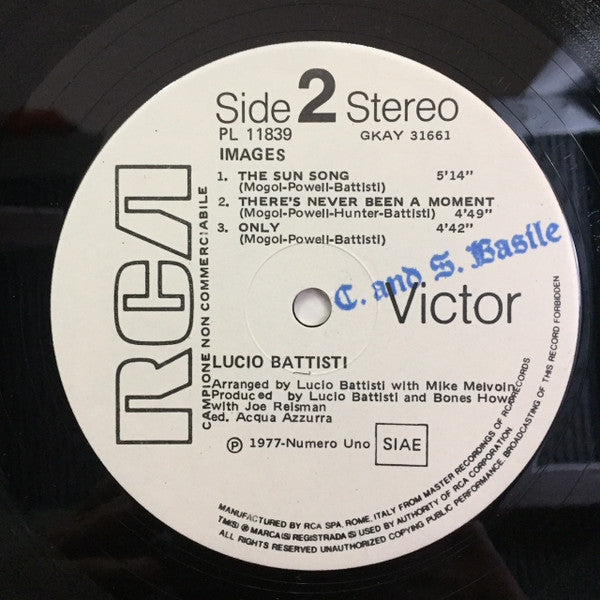 Side 2 Stereo
PL 11839 GKAY 31661
IMAGES
1. THE SUN SONG 5'14"
(Mogol-Powell-Battisti)
2. THERE'S NEVER BEEN A MOMENT
(Mogol-Powell-Hunter-Battisti) 4'49"
3. ONLY 4'42"
(Mogol-Powell-Battisti)
RCA
CAMPIONE NON COMMERCIABILE
C. and S. Basile
Victor
LUCIO BATTISTI
Arranged by Lucio Battisti with Mike Melvoin
Produced by Lucio Battisti and Bones Howe
with Joe Reisman
ed. Acqua Azzurra
℗ 1977-Numero Uno SIAE
MANUFACTURED BY RCA SPA, ROME, ITALY FROM MASTER RECORDINGS OF RCA RECORDS
TM(S) ® MARCA(S) REGISTRADA(S) USED BY AUTHORITY OF RCA CORPORATION
ALL RIGHTS RESERVED UNAUTHORIZED COPYING PUBLIC PERFORMANCE, BROADCASTING OF THIS RECORD FORBIDDEN